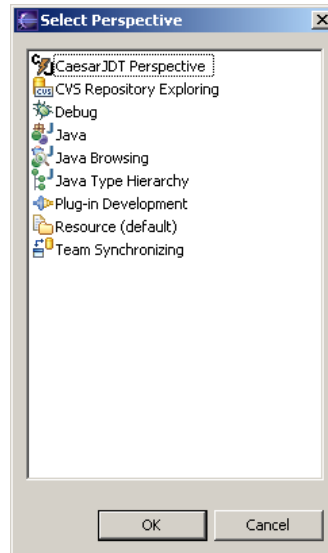 Select Perspective
CaesarJDT Perspective
CVS Repository Exploring
Debug
Java
Java Browsing
Java Type Hierarchy
Plug-in Development
Resource (default)
Team Synchronizing
OK Cancel